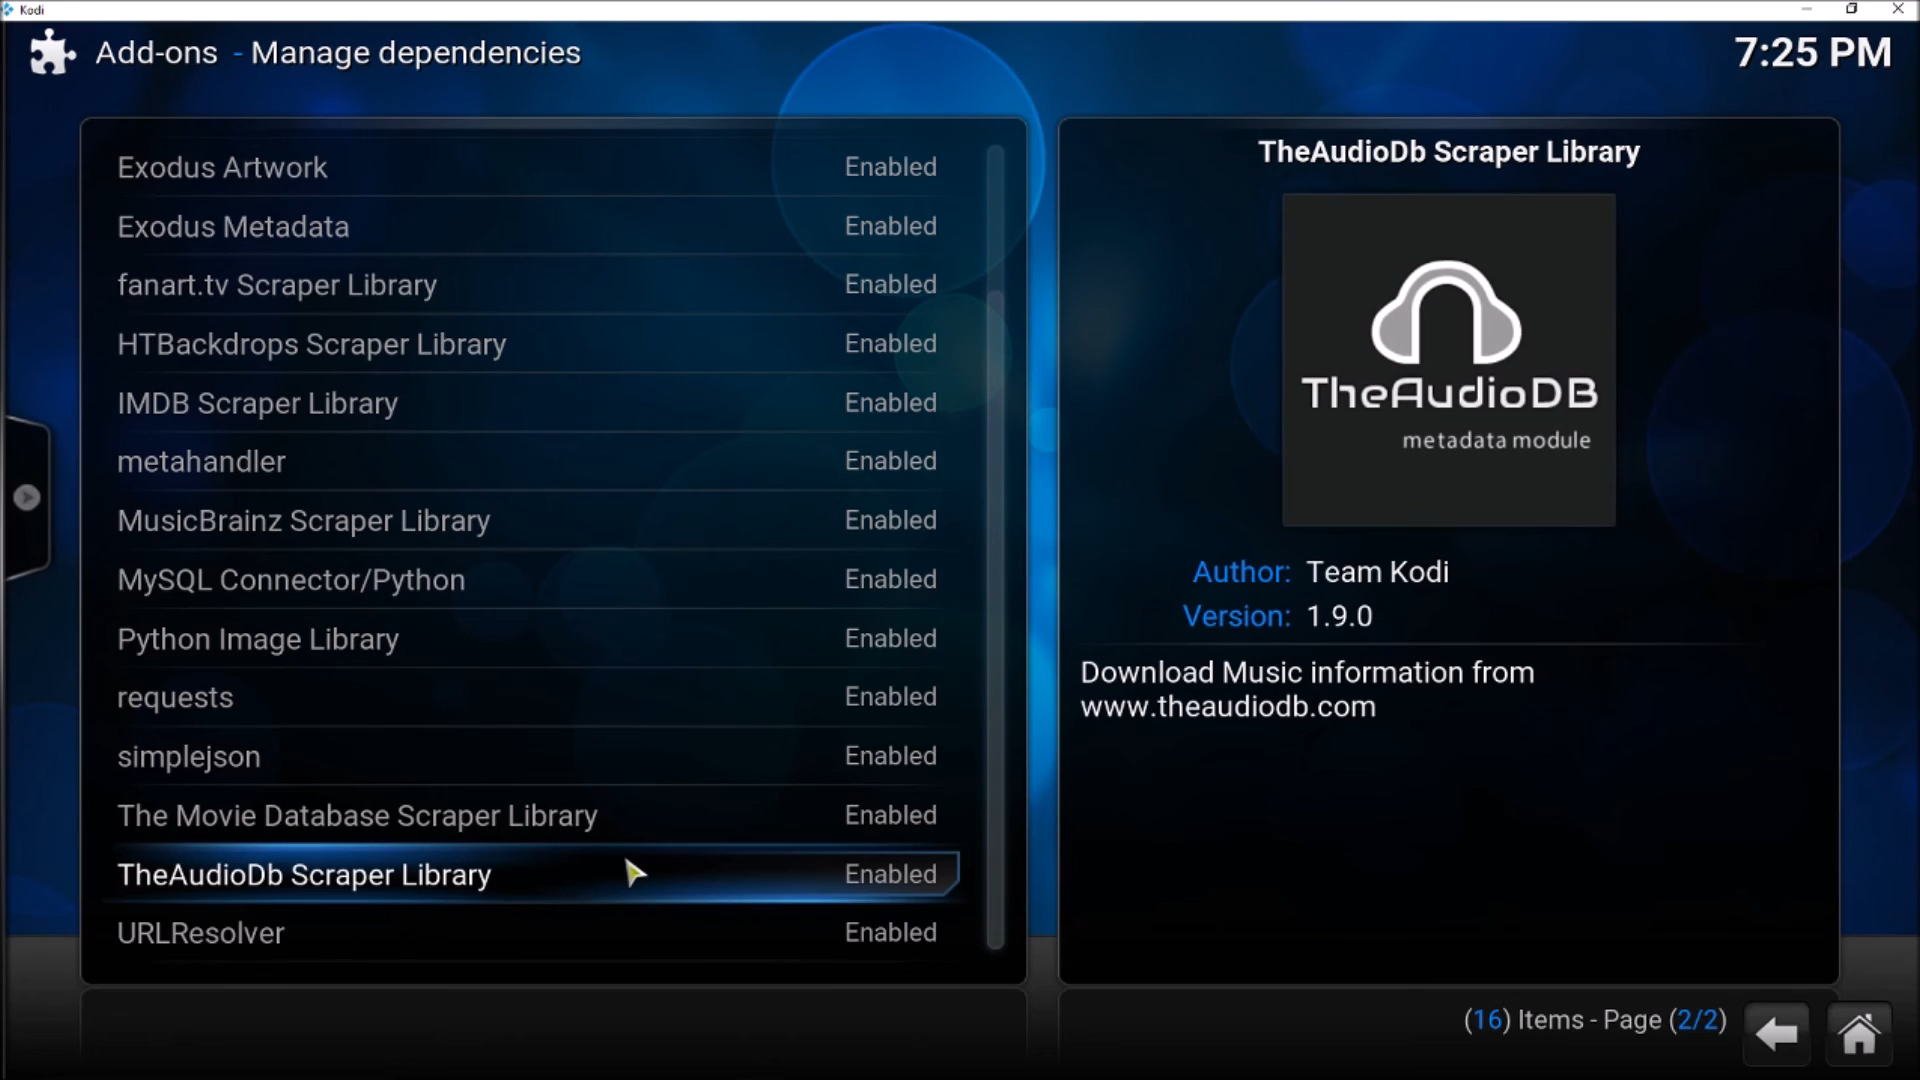 Kodi
Add-ons - Manage dependencies
7:25 PM
Exodus Artwork Enabled
Exodus Metadata Enabled
fanart.tv Scraper Library Enabled
HTBackdrops Scraper Library Enabled
IMDB Scraper Library Enabled
metahandler Enabled
MusicBrainz Scraper Library Enabled
MySQL Connector/Python Enabled
Python Image Library Enabled
requests Enabled
simplejson Enabled
The Movie Database Scraper Library Enabled
TheAudioDb Scraper Library Enabled
URLResolver Enabled
TheAudioDb Scraper Library
TheAudioDB
metadata module
Author: Team Kodi
Version: 1.9.0
Download Music information from
www.theaudiodb.com
(16) Items - Page (2/2)